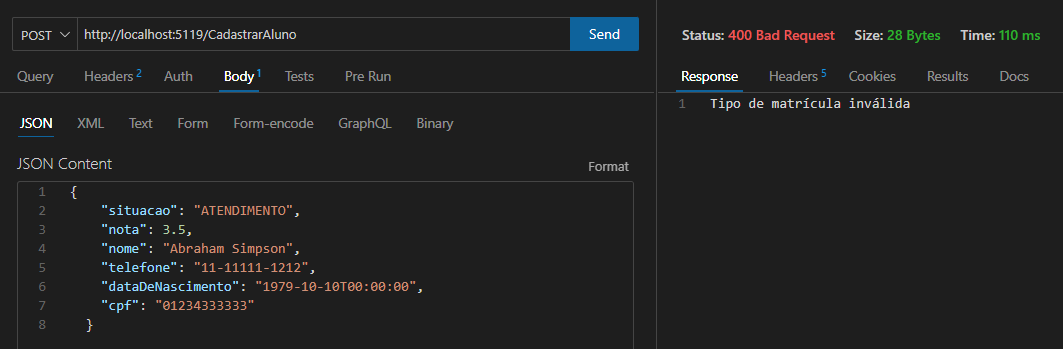 POST http://localhost:5119/CadastrarAluno Send
Query Headers 2 Auth Body 1 Tests Pre Run
JSON XML Text Form Form-encode GraphQL Binary
JSON Content Format
1 {
2 "situacao": "ATENDIMENTO",
3 "nota": 3.5,
4 "nome": "Abraham Simpson",
5 "telefone": "11-11111-1212",
6 "dataDeNascimento": "1979-10-10T00:00:00",
7 "cpf": "01234333333"
8 }
Status: 400 Bad Request Size: 28 Bytes Time: 110 ms
Response Headers 5 Cookies Results Docs
1 Tipo de matrícula inválida